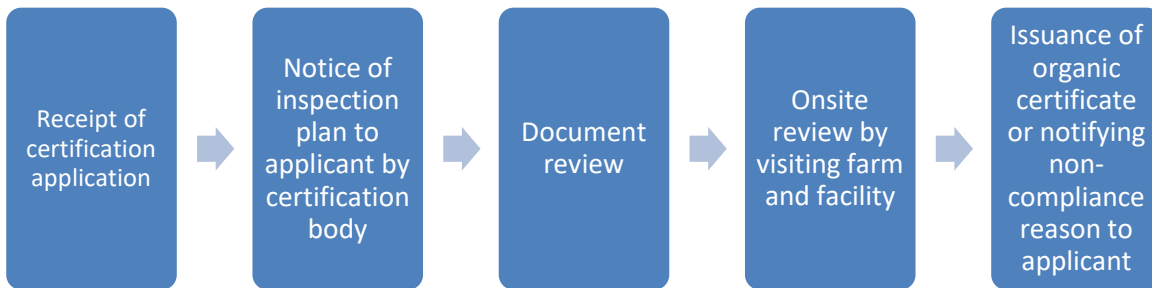 Receipt of
certification
application
Notice of
inspection
plan to
applicant by
certification
body
Document
review
Onsite
review by
visiting farm
and facility
Issuance of
organic
certificate
or notifying
non-
compliance
reason to
applicant